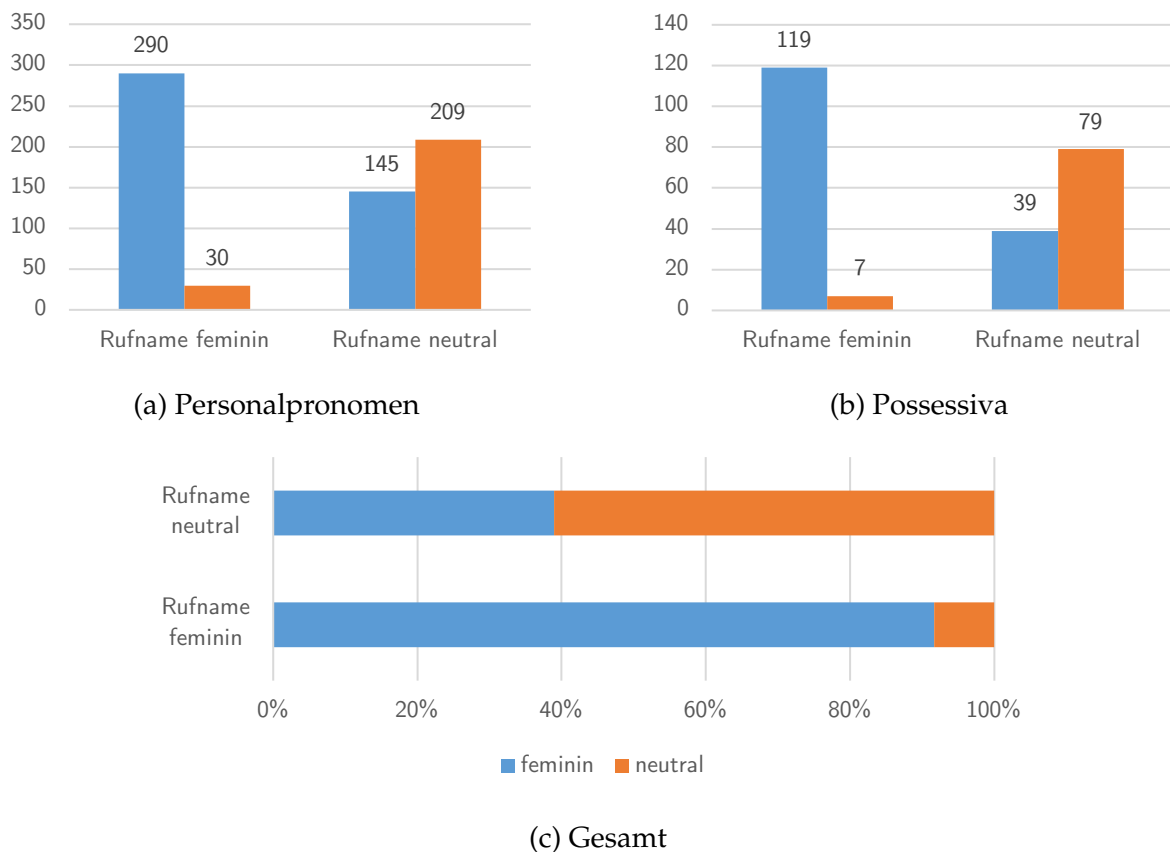 350
300
250
200
150
100
50
0
290
30
145
209
Rufname feminin
Rufname neutral
(a) Personalpronomen
140
120
100
80
60
40
20
0
119
7
39
79
Rufname feminin
Rufname neutral
(b) Possessiva
Rufname
neutral
Rufname
feminin
0% 20% 40% 60% 80% 100%
feminin neutral
(c) Gesamt